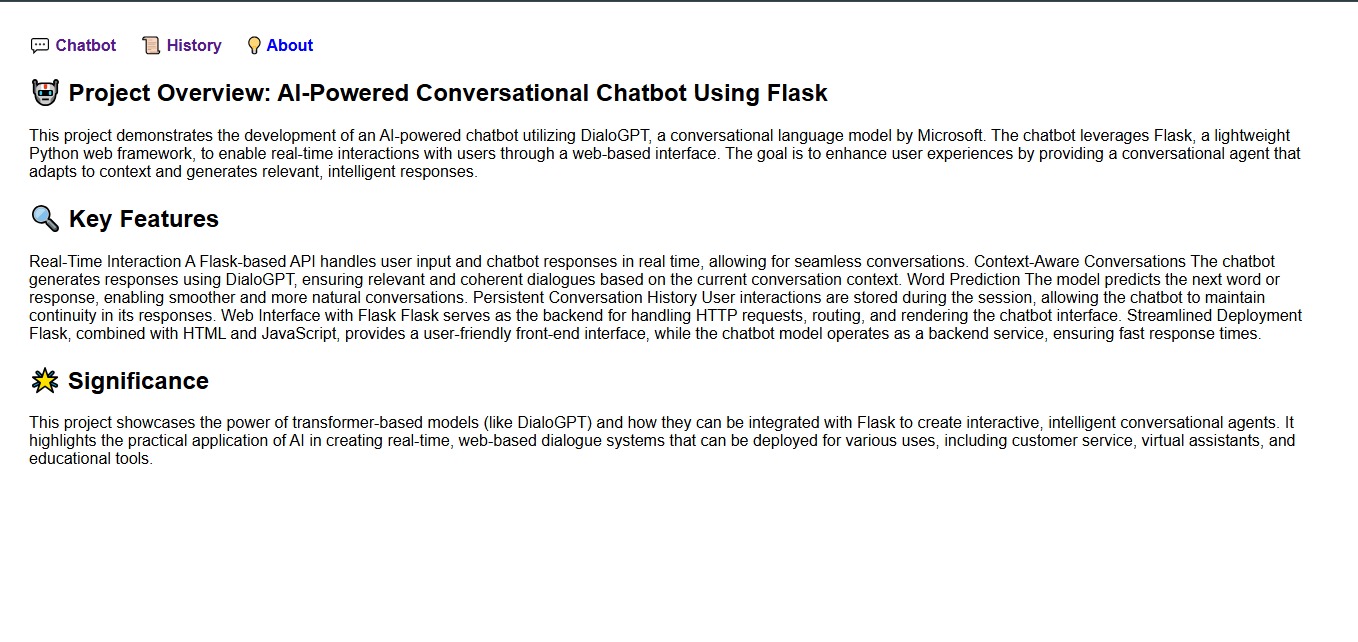 Chatbot History About
Project Overview: AI-Powered Conversational Chatbot Using Flask
This project demonstrates the development of an AI-powered chatbot utilizing DialoGPT, a conversational language model by Microsoft. The chatbot leverages Flask, a lightweight
Python web framework, to enable real-time interactions with users through a web-based interface. The goal is to enhance user experiences by providing a conversational agent that
adapts to context and generates relevant, intelligent responses.
Key Features
Real-Time Interaction A Flask-based API handles user input and chatbot responses in real time, allowing for seamless conversations. Context-Aware Conversations The chatbot
generates responses using DialoGPT, ensuring relevant and coherent dialogues based on the current conversation context. Word Prediction The model predicts the next word or
response, enabling smoother and more natural conversations. Persistent Conversation History User interactions are stored during the session, allowing the chatbot to maintain
continuity in its responses. Web Interface with Flask Flask serves as the backend for handling HTTP requests, routing, and rendering the chatbot interface. Streamlined Deployment
Flask, combined with HTML and JavaScript, provides a user-friendly front-end interface, while the chatbot model operates as a backend service, ensuring fast response times.
Significance
This project showcases the power of transformer-based models (like DialoGPT) and how they can be integrated with Flask to create interactive, intelligent conversational agents. It
highlights the practical application of AI in creating real-time, web-based dialogue systems that can be deployed for various uses, including customer service, virtual assistants, and
educational tools.